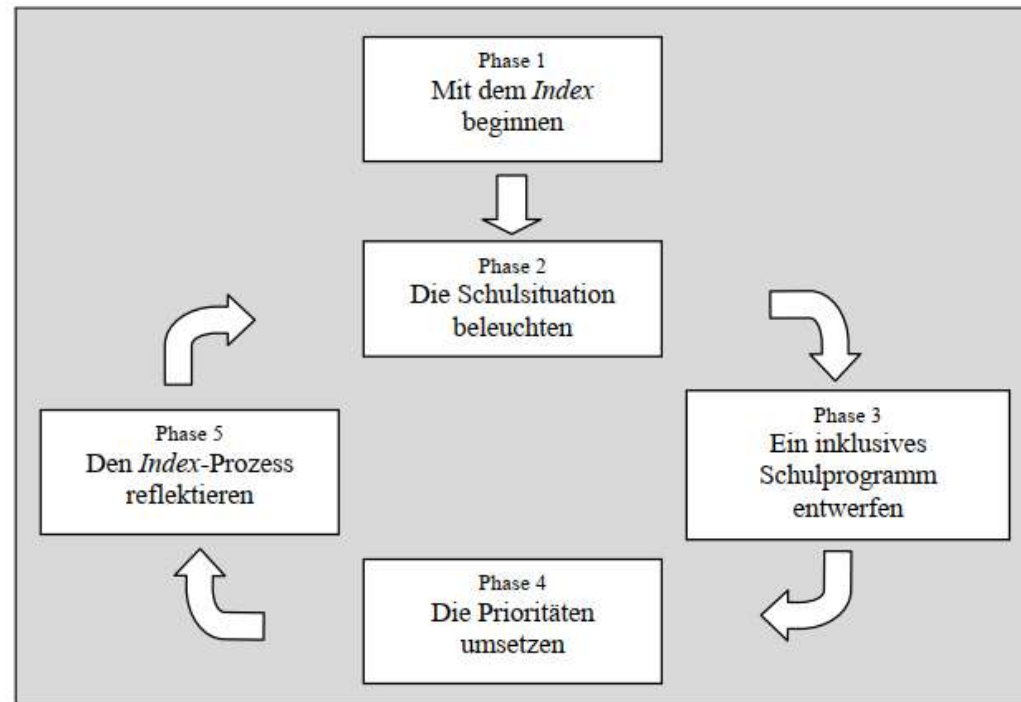 Phase 1
Mit dem Index
beginnen
Phase 2
Die Schulsituation
beleuchten
Phase 3
Ein inklusives
Schulprogramm
entwerfen
Phase 4
Die Prioritäten
umsetzen
Phase 5
Den Index-Prozess
reflektieren